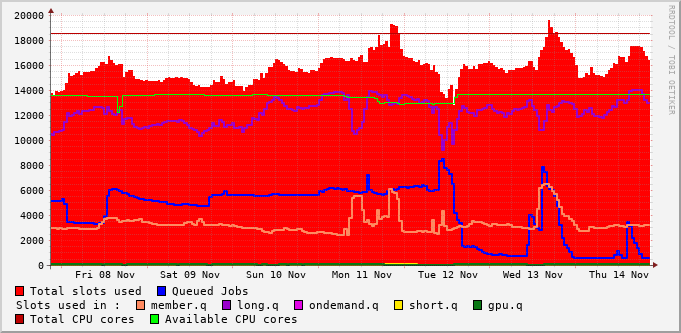 20000
18000
16000
14000
12000
10000
8000
6000
4000
2000
0
Fri 08 Nov Sat 09 Nov Sun 10 Nov Mon 11 Nov Tue 12 Nov Wed 13 Nov Thu 14 Nov
Total slots used Queued Jobs
Slots used in : member.q long.q ondemand.q short.q gpu.q
Total CPU cores Available CPU cores
RRDTOOL / TOBI OETIKER